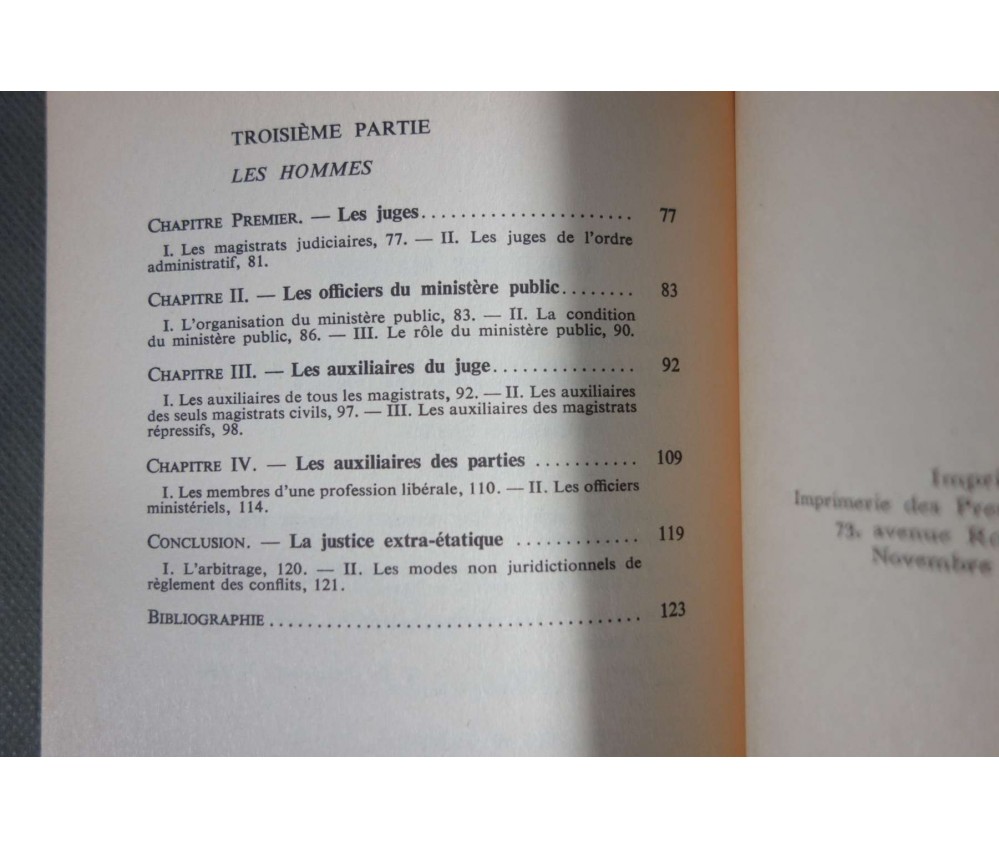 TROISIÈME PARTIE
LES HOMMES
CHAPITRE PREMIER. — Les juges...................... 77
I. Les magistrats judiciaires, 77. — II. Les juges de l'ordre
administratif, 81.
CHAPITRE II. — Les officiers du ministère public........ 83
I. L'organisation du ministère public, 83. — II. La condition
du ministère public, 86. — III. Le rôle du ministère public, 90.
CHAPITRE III. — Les auxiliaires du juge............... 92
I. Les auxiliaires de tous les magistrats, 92. — II. Les auxiliaires
des seuls magistrats civils, 97. — III. Les auxiliaires des magistrats
répressifs, 98.
CHAPITRE IV. — Les auxiliaires des parties ........... 109
I. Les membres d'une profession libérale, 110. — II. Les officiers
ministériels, 114.
CONCLUSION. — La justice extra-étatique ............. 119
I. L'arbitrage, 120. — II. Les modes non juridictionnels de
règlement des conflits, 121.
BIBLIOGRAPHIE....................................... 123
Imprimerie des
73, avenue
Novembre